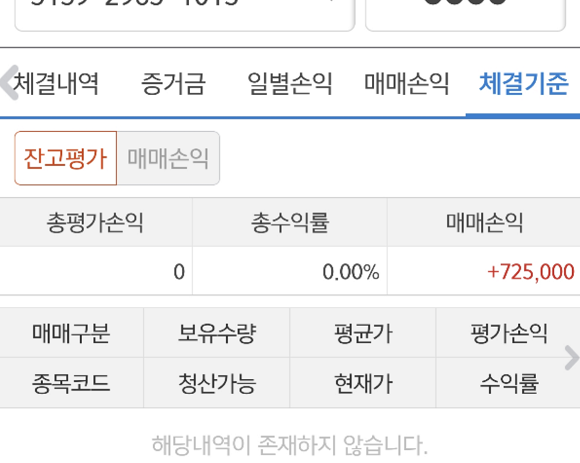 체결내역 증거금 일별손익 매매손익 체결기준
잔고평가 매매손익
총평가손익 총수익률 매매손익
0 0.00% +725,000
매매구분 보유수량 평균가 평가손익
종목코드 청산가능 현재가 수익률
해당내역이 존재하지 않습니다.